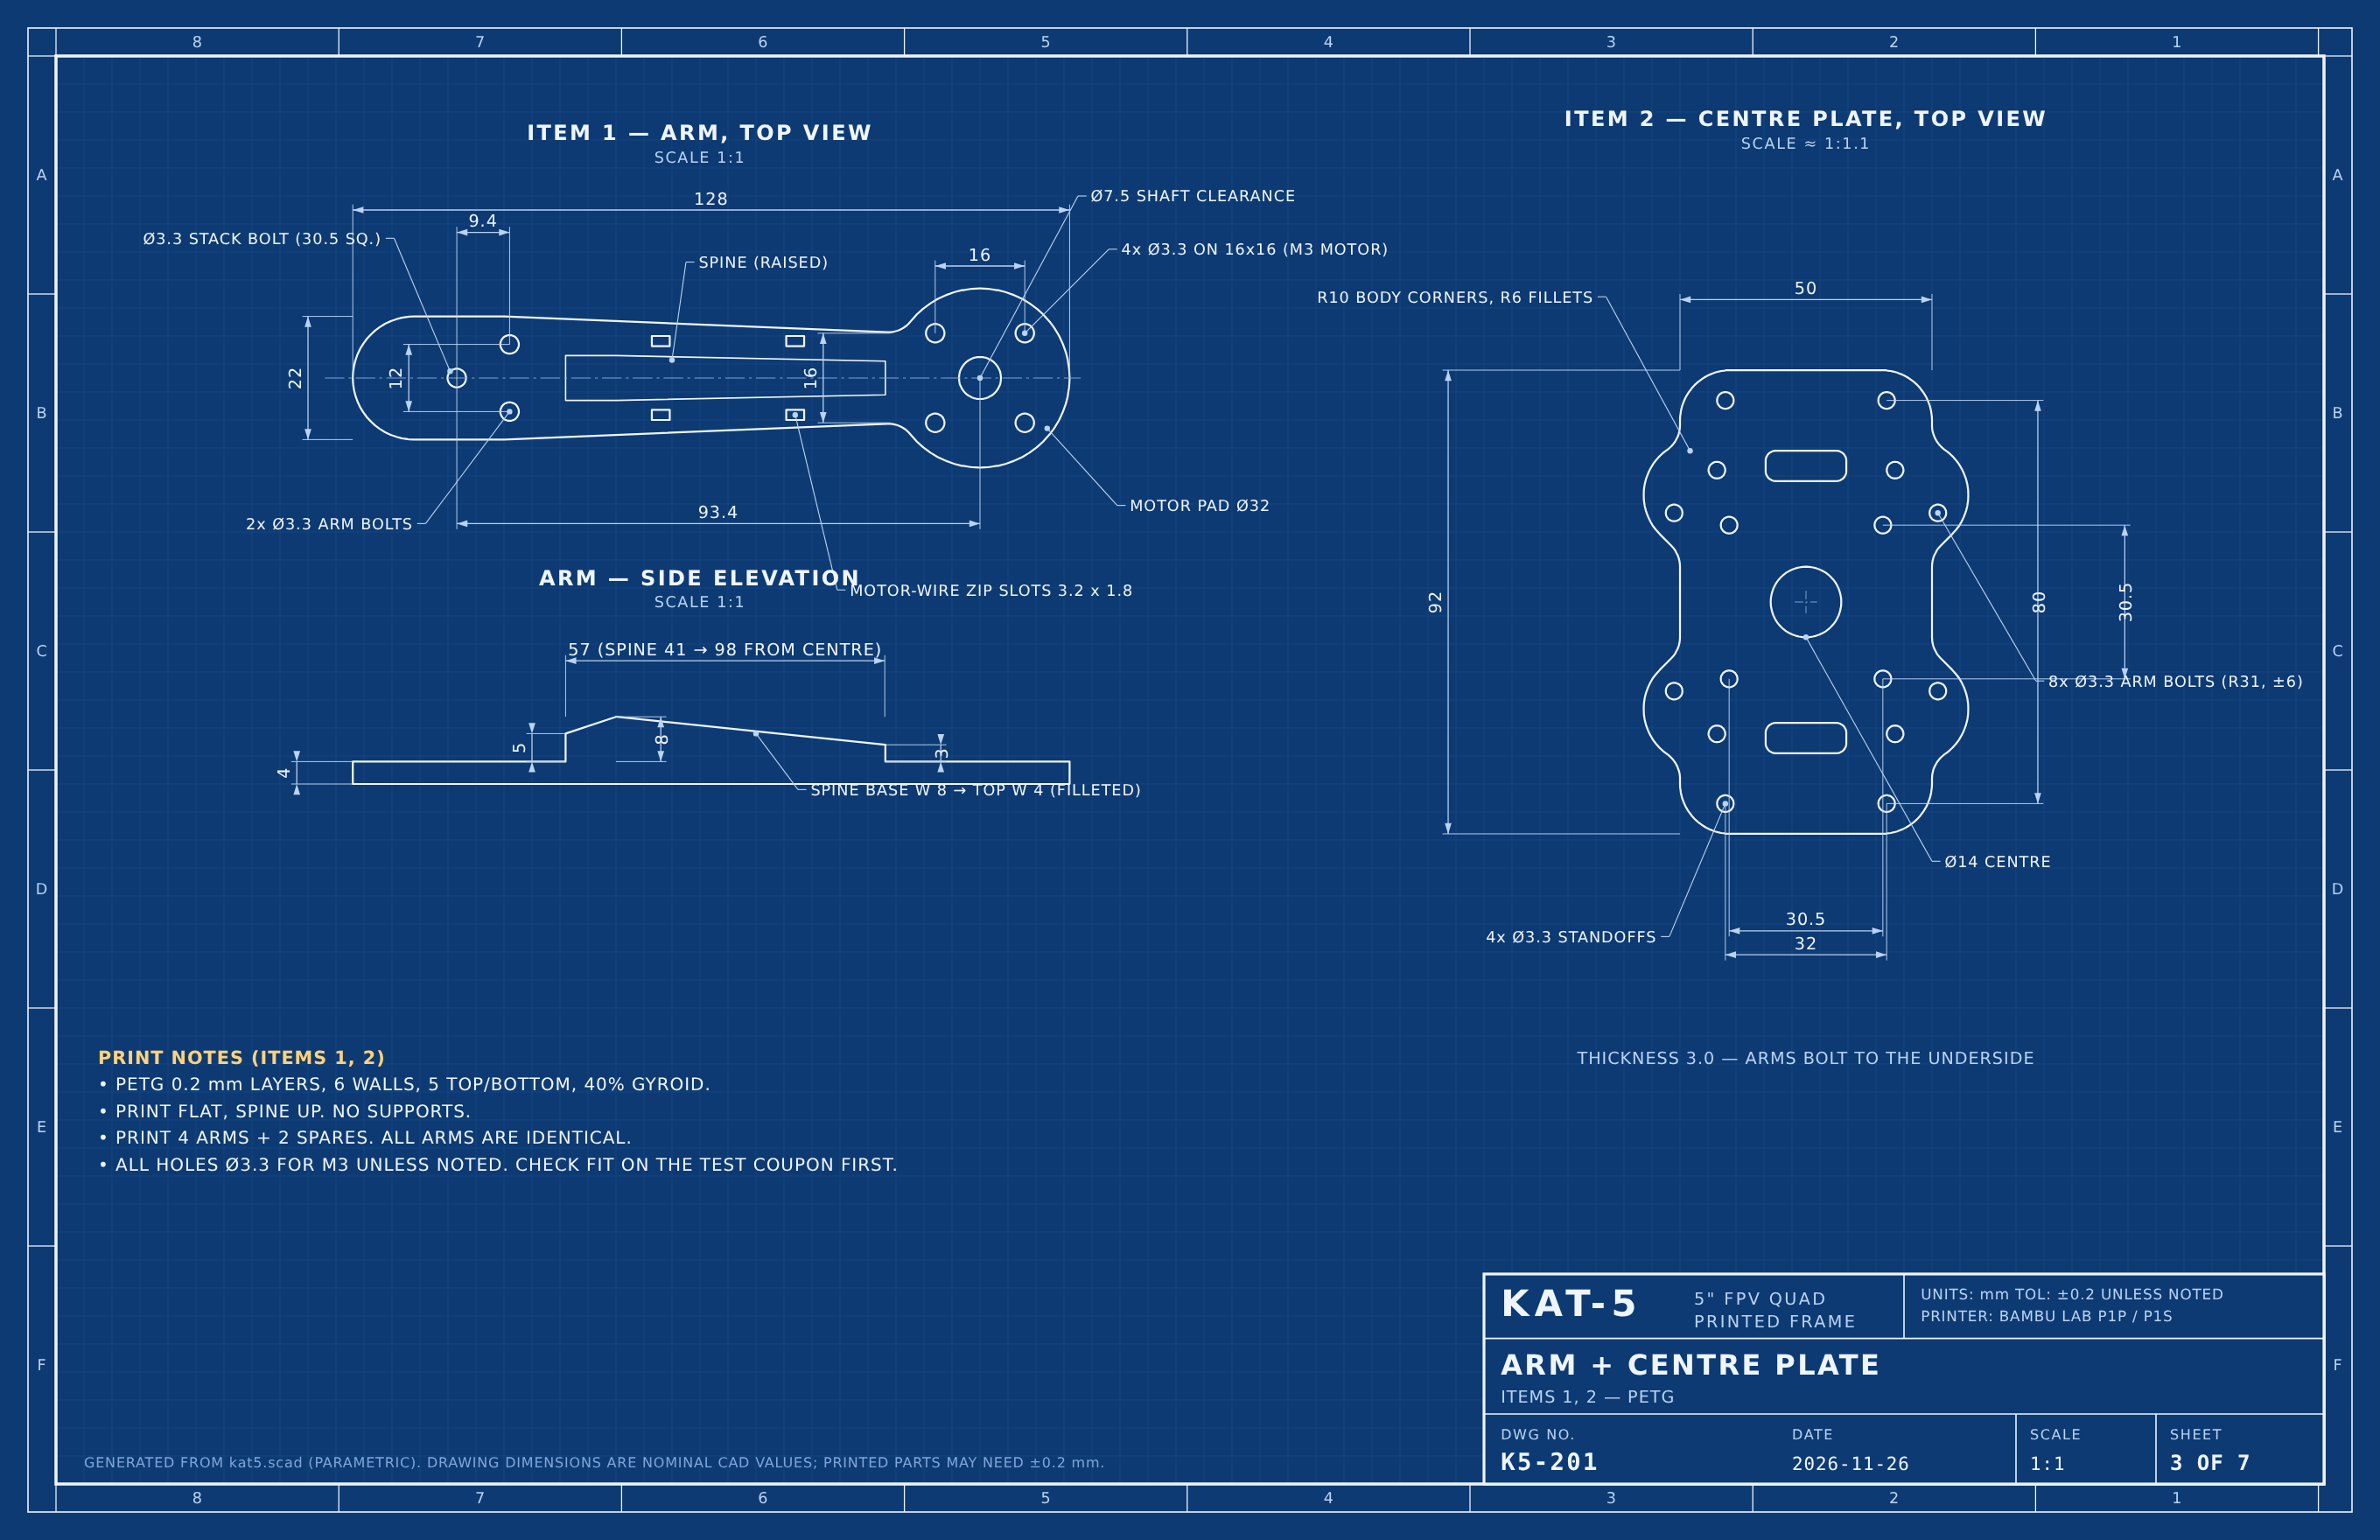 8 7 6 5 4 3 2 1
A
B
C
D
E
F
ITEM 1 — ARM, TOP VIEW
SCALE 1:1
128
9.4
Ø3.3 STACK BOLT (30.5 SQ.)
Ø7.5 SHAFT CLEARANCE
4x Ø3.3 ON 16x16 (M3 MOTOR)
16
SPINE (RAISED)
22
12
16
2x Ø3.3 ARM BOLTS
93.4
MOTOR PAD Ø32
MOTOR-WIRE ZIP SLOTS 3.2 x 1.8
ARM — SIDE ELEVATION
SCALE 1:1
57 (SPINE 41 → 98 FROM CENTRE)
5
8
3
4
SPINE BASE W 8 → TOP W 4 (FILLETED)
ITEM 2 — CENTRE PLATE, TOP VIEW
SCALE ≈ 1:1.1
50
R10 BODY CORNERS, R6 FILLETS
92
80
30.5
8x Ø3.3 ARM BOLTS (R31, ±6)
Ø14 CENTRE
4x Ø3.3 STANDOFFS
30.5
32
THICKNESS 3.0 — ARMS BOLT TO THE UNDERSIDE
PRINT NOTES (ITEMS 1, 2)
• PETG 0.2 mm LAYERS, 6 WALLS, 5 TOP/BOTTOM, 40% GYROID.
• PRINT FLAT, SPINE UP. NO SUPPORTS.
• PRINT 4 ARMS + 2 SPARES. ALL ARMS ARE IDENTICAL.
• ALL HOLES Ø3.3 FOR M3 UNLESS NOTED. CHECK FIT ON THE TEST COUPON FIRST.
KAT-5
5" FPV QUAD
PRINTED FRAME
UNITS: mm TOL: ±0.2 UNLESS NOTED
PRINTER: BAMBU LAB P1P / P1S
ARM + CENTRE PLATE
ITEMS 1, 2 — PETG
DWG NO.
K5-201
DATE
2026-11-26
SCALE
1:1
SHEET
3 OF 7
GENERATED FROM kat5.scad (PARAMETRIC). DRAWING DIMENSIONS ARE NOMINAL CAD VALUES; PRINTED PARTS MAY NEED ±0.2 mm.
A
B
C
D
E
F
8 7 6 5 4 3 2 1